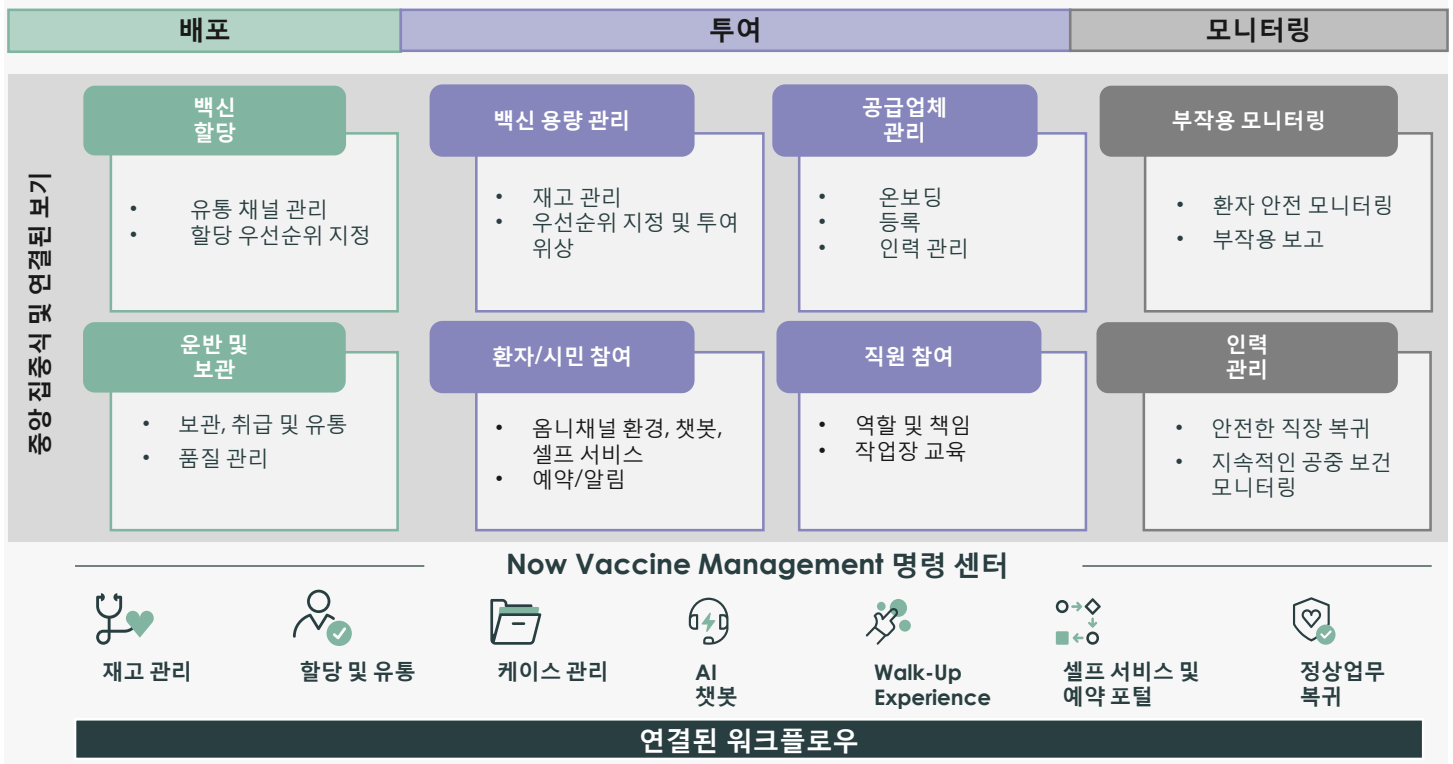 배포
투여
모니터링
중앙 집중식 및 연결된 보기
백신
할당
• 유통 채널 관리
• 할당 우선순위 지정
백신 용량 관리
• 재고 관리
• 우선순위 지정 및 투여
위상
공급업체
관리
• 온보딩
• 등록
• 인력 관리
부작용 모니터링
• 환자 안전 모니터링
• 부작용 보고
운반 및
보관
• 보관, 취급 및 유통
• 품질 관리
환자/시민 참여
• 옴니채널 환경, 챗봇,
셀프 서비스
• 예약/알림
직원 참여
• 역할 및 책임
• 작업장 교육
인력
관리
• 안전한 직장 복귀
• 지속적인 공중 보건
모니터링
Now Vaccine Management 명령 센터
재고 관리
할당 및 유통
케이스 관리
AI
챗봇
Walk-Up
Experience
셀프 서비스 및
예약 포털
정상업무
복귀
연결된 워크플로우